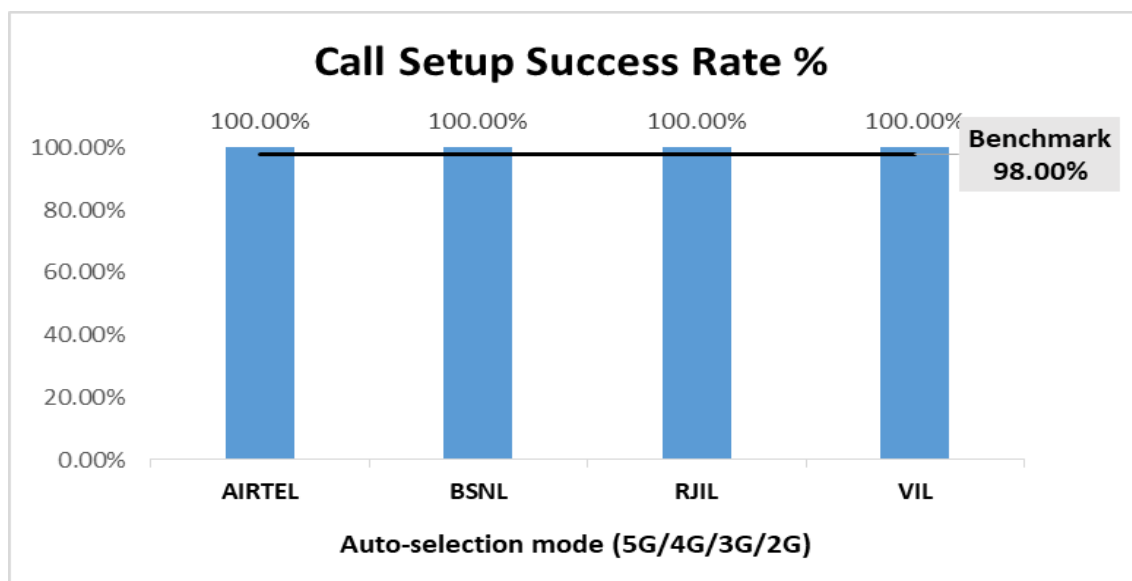 Call Setup Success Rate %
100.00% 100.00% 100.00% 100.00%
Benchmark
98.00%
100.00%
80.00%
60.00%
40.00%
20.00%
0.00%
AIRTEL BSNL RJIL VIL
Auto-selection mode (5G/4G/3G/2G)